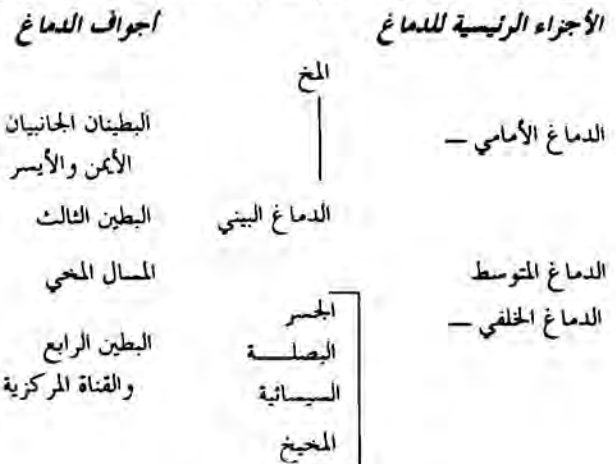 الأجزاء الرئيسية للدماغ أجواف الدماغ
المخ
الدماغ الأمامي — البطينان الجانبيان
الأيمن والأيسر
الدماغ البيني البطين الثالث
الدماغ المتوسط المسال المخي
الدماغ الخلفي — الجسر
البصلــــة البطين الرابع
السيسائية والقناة المركزية
المخيخ